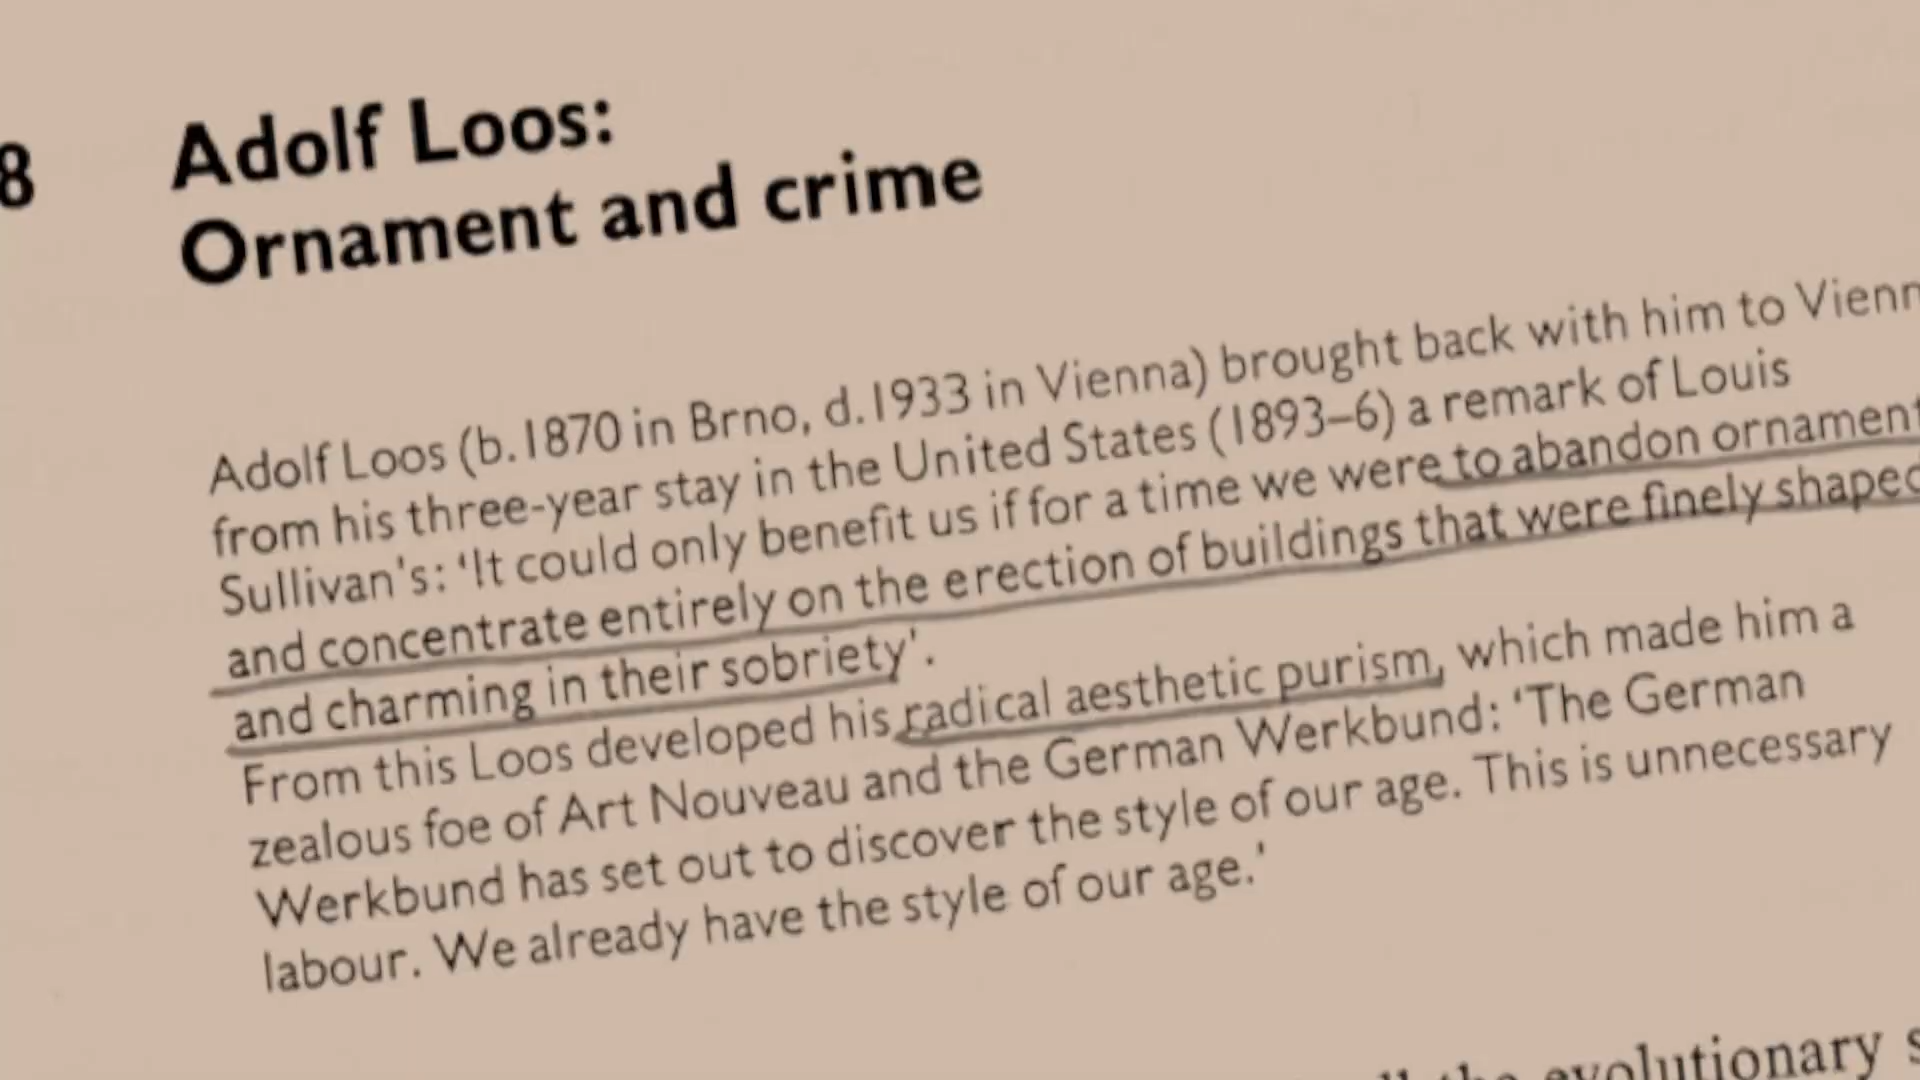 8
Adolf Loos:
Ornament and crime
Adolf Loos (b.1870 in Brno, d.1933 in Vienna) brought back with him to Vienn
from his three-year stay in the United States (1893–6) a remark of Louis
Sullivan's: ‘It could only benefit us if for a time we were to abandon ornament
and concentrate entirely on the erection of buildings that were finely shaped
and charming in their sobriety’.
From this Loos developed his radical aesthetic purism, which made him a
zealous foe of Art Nouveau and the German Werkbund: ‘The German
Werkbund has set out to discover the style of our age. This is unnecessary
labour. We already have the style of our age.’
the evolutionary s